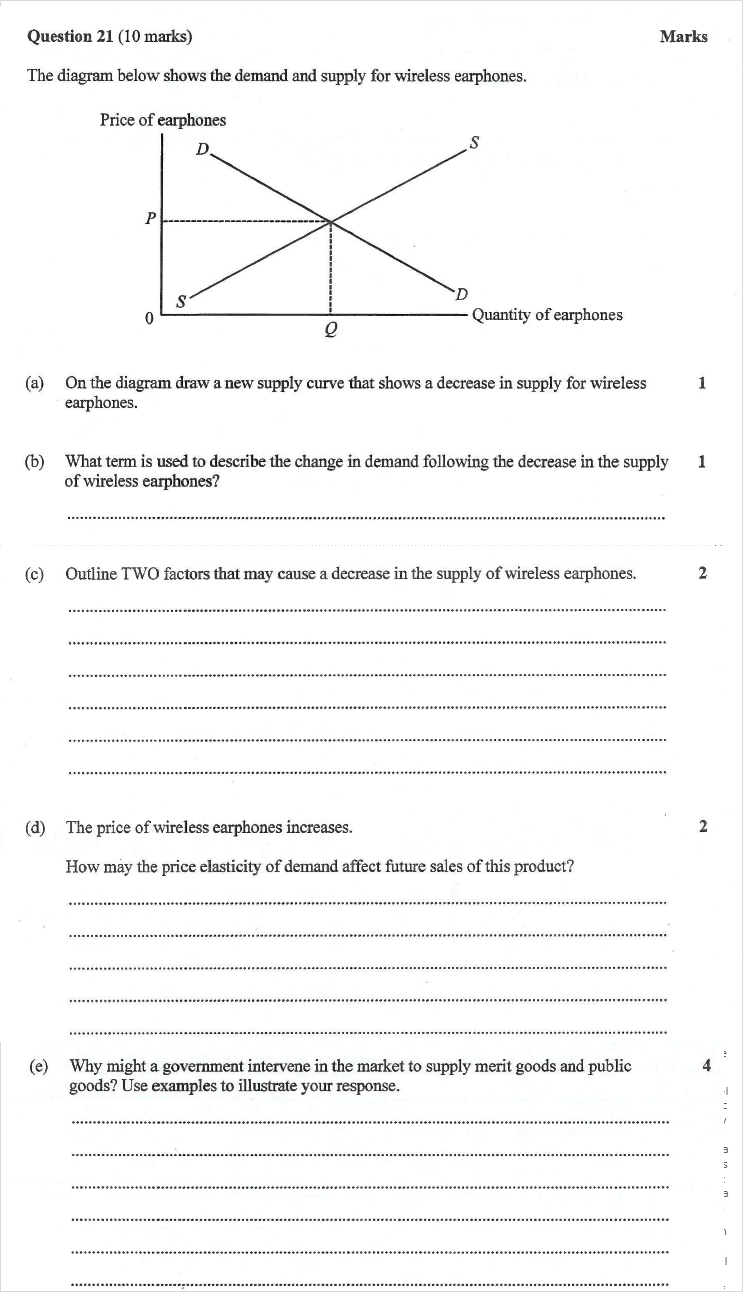 Question 21 (10 marks) Marks
The diagram below shows the demand and supply for wireless earphones.
Price of earphones
D
S
P
S
D
0
Quantity of earphones
Q
(a) On the diagram draw a new supply curve that shows a decrease in supply for wireless 1
earphones.
(b) What term is used to describe the change in demand following the decrease in the supply 1
of wireless earphones?
(c) Outline TWO factors that may cause a decrease in the supply of wireless earphones. 2
(d) The price of wireless earphones increases. 2
How may the price elasticity of demand affect future sales of this product?
(e) Why might a government intervene in the market to supply merit goods and public 4
goods? Use examples to illustrate your response.